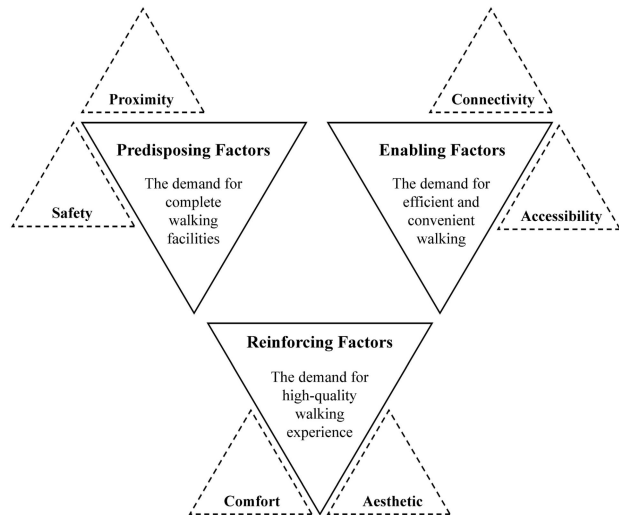 Proximity
Connectivity
Predisposing Factors
The demand for
complete
walking
facilities
Safety
Enabling Factors
The demand for
efficient and
convenient
walking
Accessibility
Reinforcing Factors
The demand for
high-quality
walking
experience
Comfort
Aesthetic